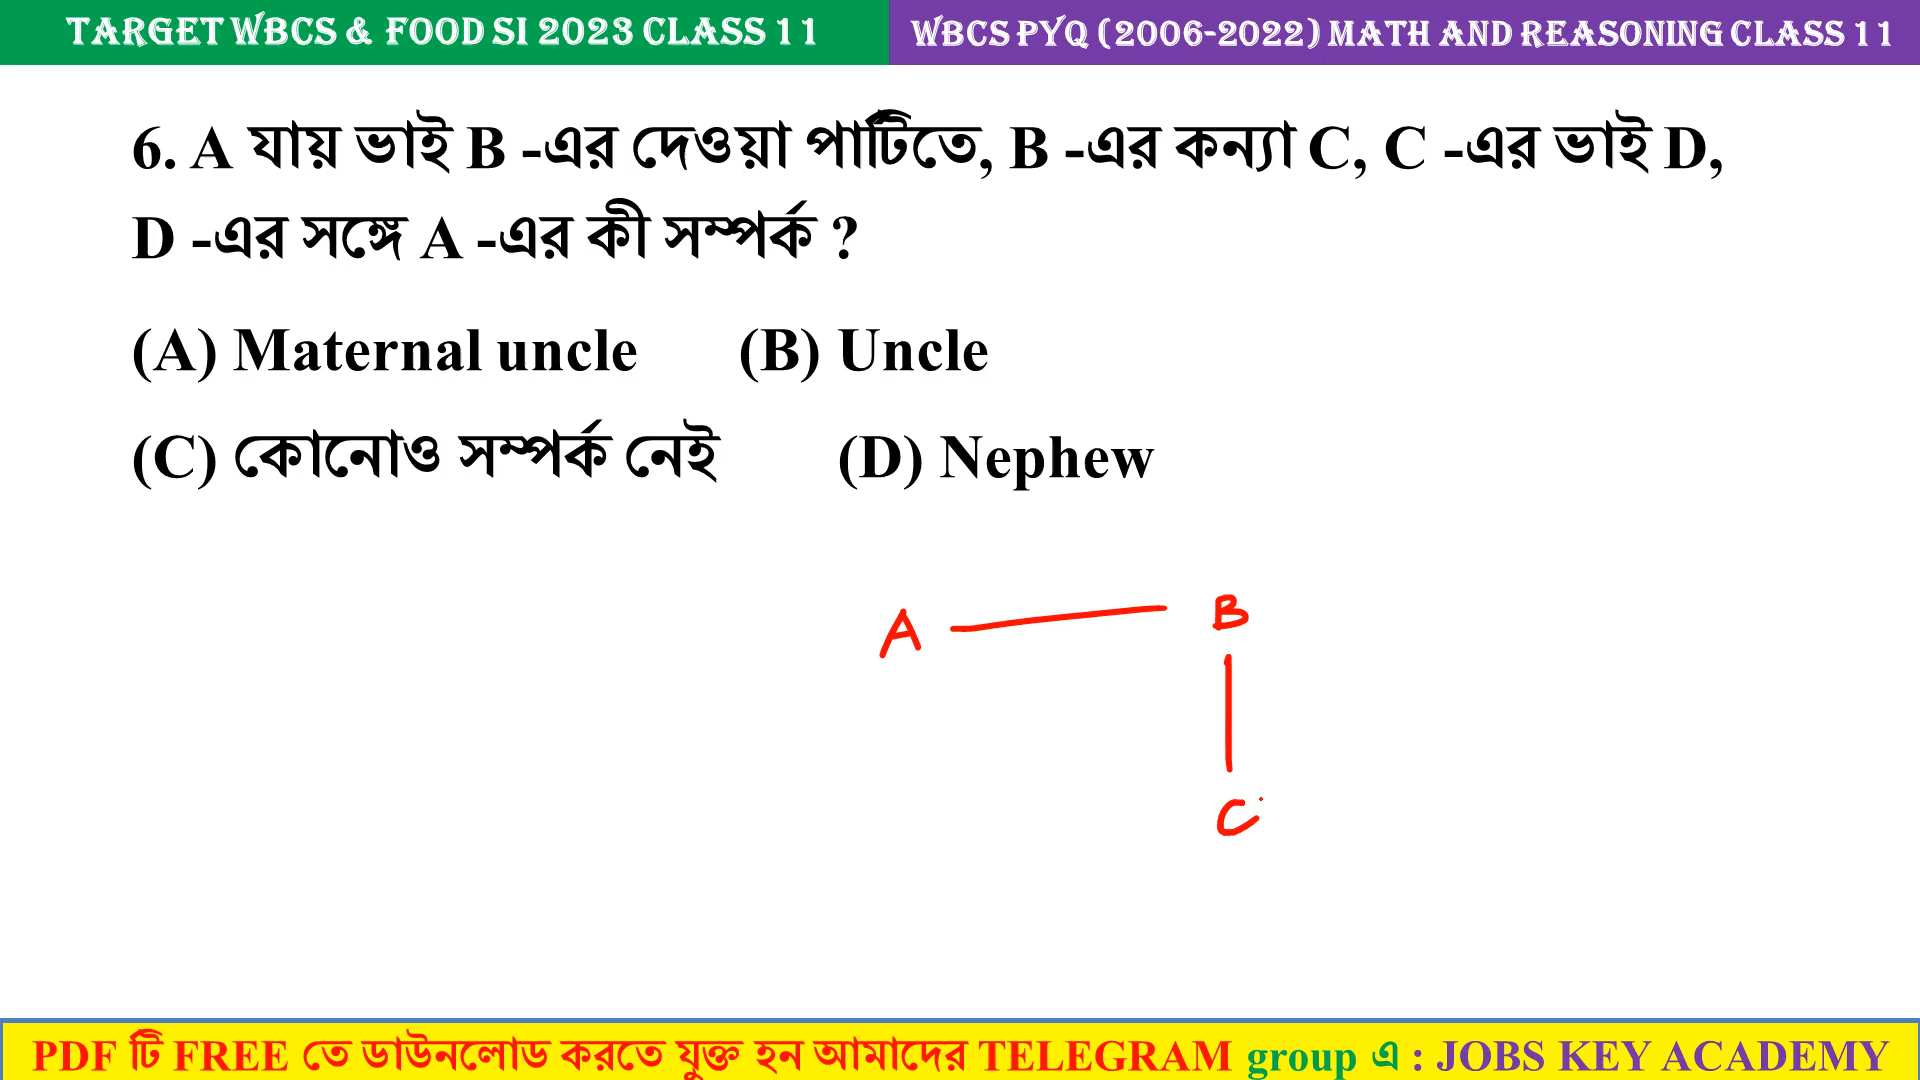 TARGET WBCS & FOOD SI 2023 CLASS 11
WBCS PYQ (2006-2022) MATH AND REASONING CLASS 11
6. A যায় ভাই B -এর দেওয়া পার্টিতে, B -এর কন্যা C, C -এর ভাই D,
D -এর সঙ্গে A -এর কী সম্পর্ক ?
(A) Maternal uncle (B) Uncle
(C) কোনোও সম্পর্ক নেই (D) Nephew
A B
C
PDF টি FREE তে ডাউনলোড করতে যুক্ত হন আমাদের TELEGRAM group এ : JOBS KEY ACADEMY